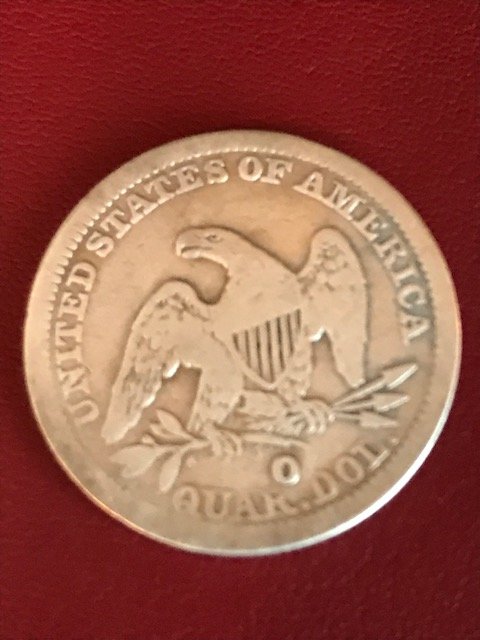 UNITED STATES OF AMERICA
O
QUAR. DOL.